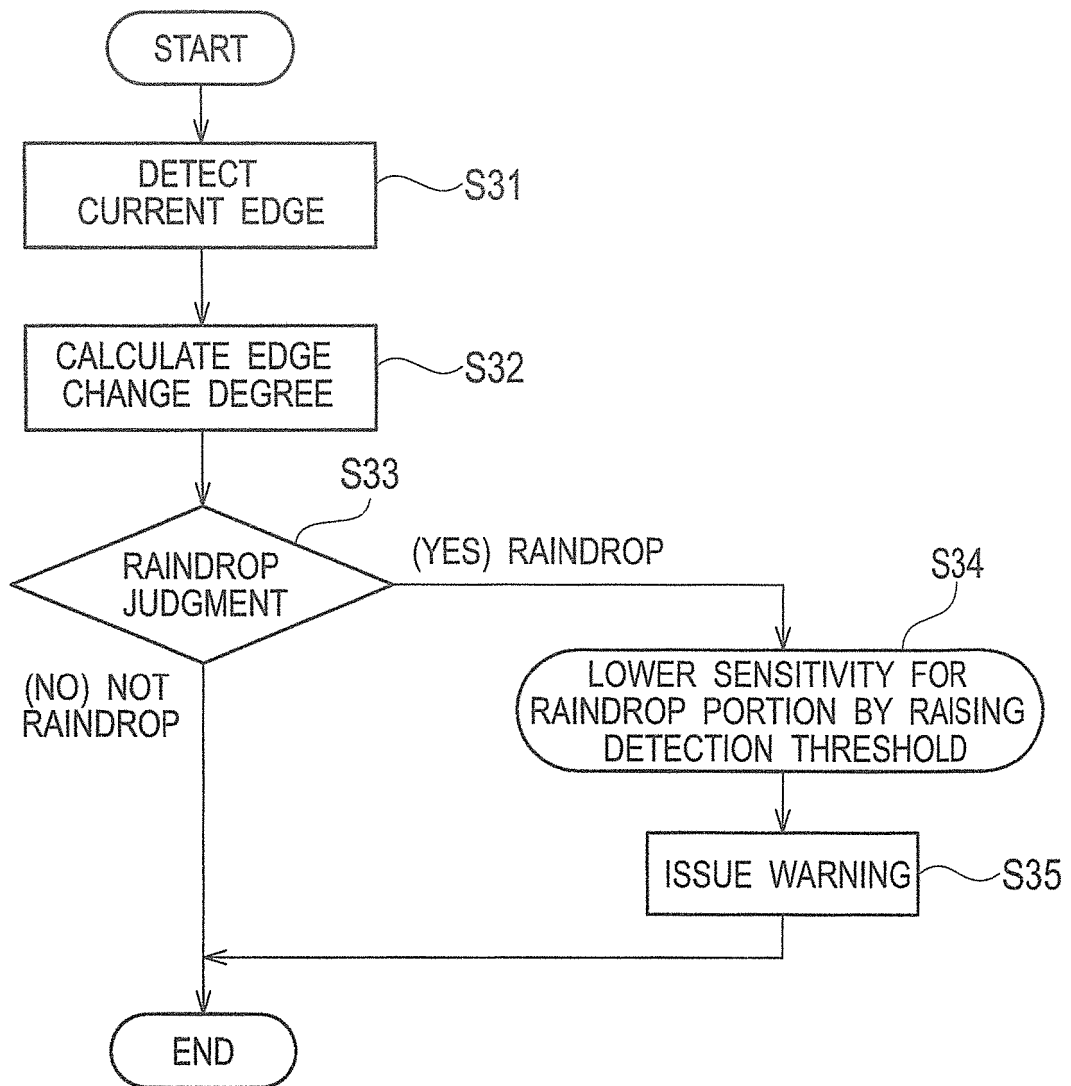 START
DETECT
CURRENT EDGE
S31
CALCULATE EDGE
CHANGE DEGREE
S32
S33
RAINDROP
JUDGMENT
(YES) RAINDROP
(NO) NOT
RAINDROP
S34
LOWER SENSITIVITY FOR
RAINDROP PORTION BY RAISING
DETECTION THRESHOLD
ISSUE WARNING
S35
END